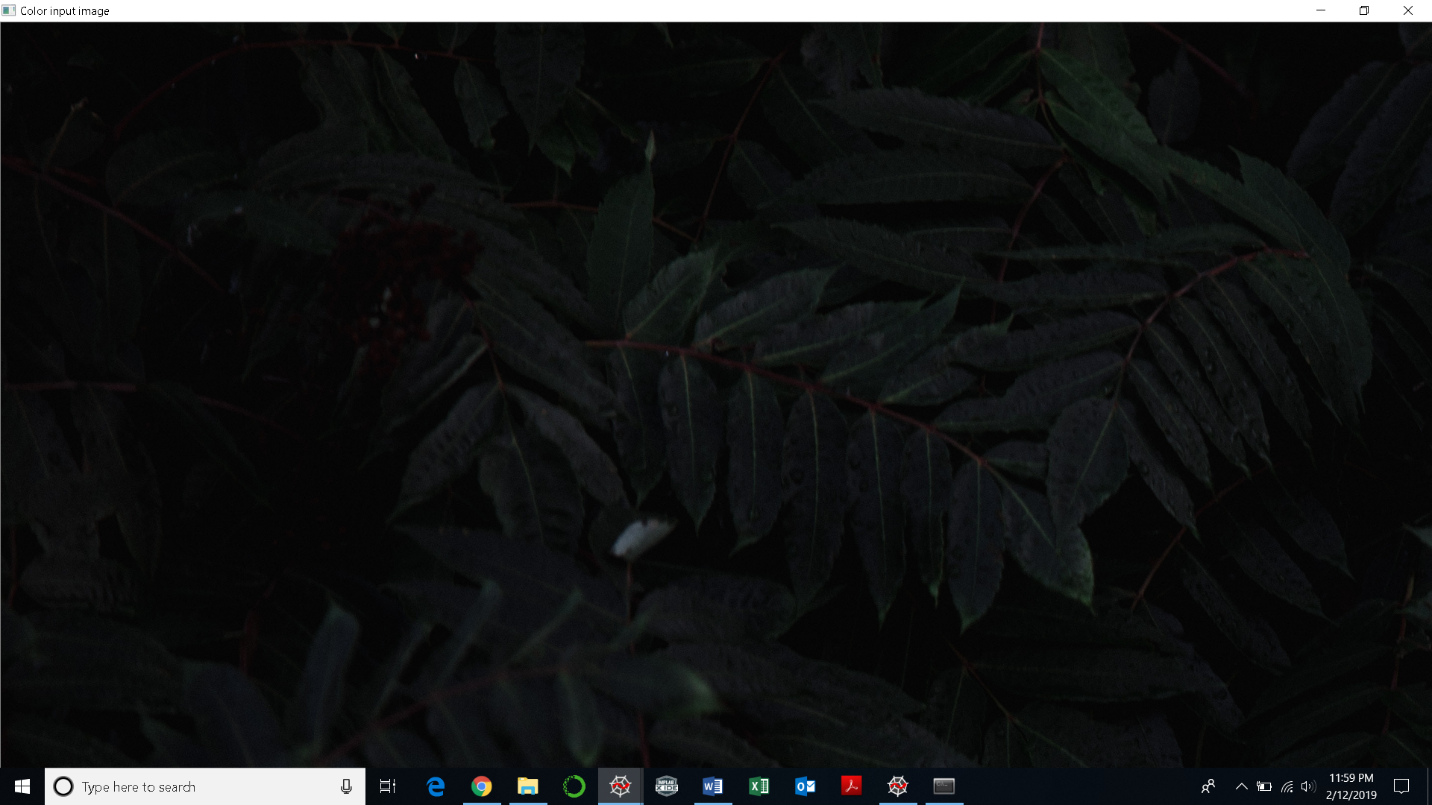 Color input image
Type here to search
11:59 PM
2/12/2019